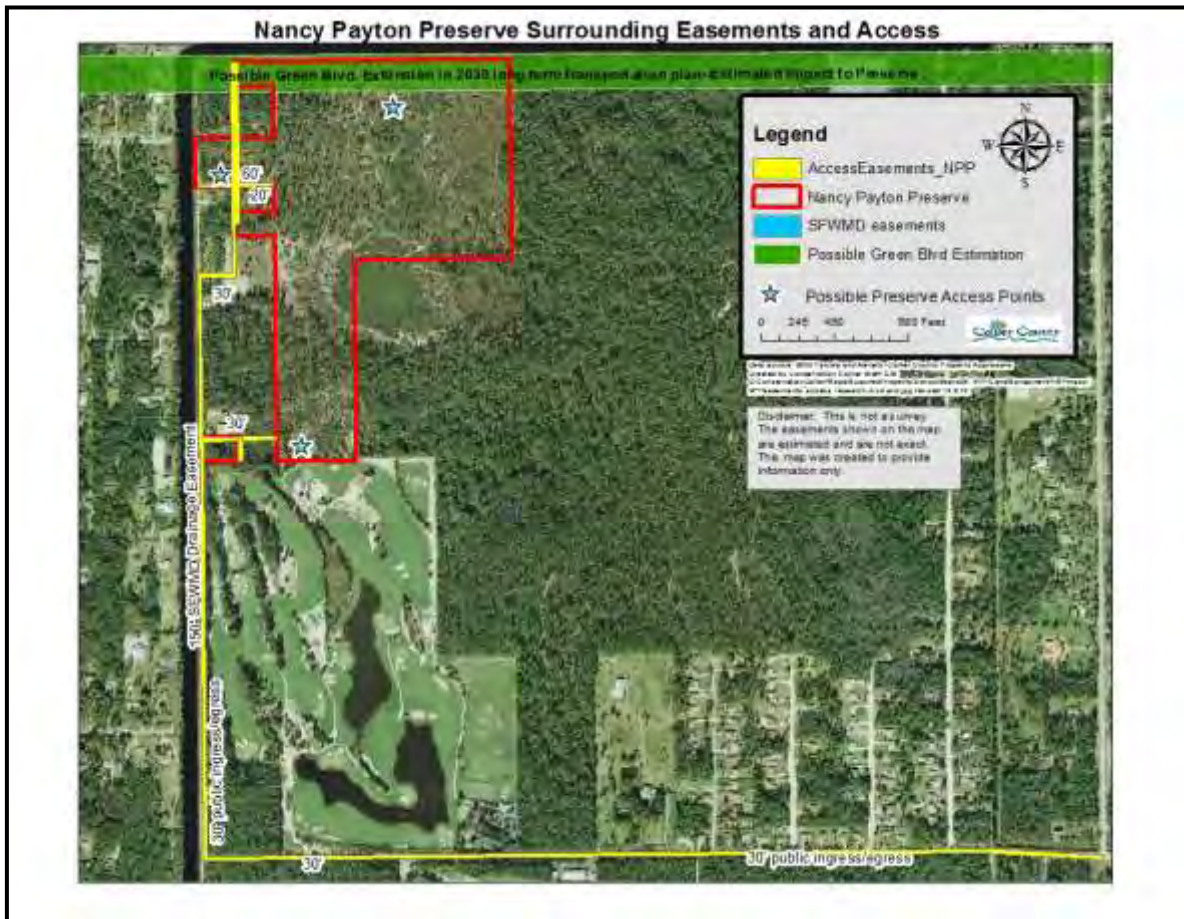 Nancy Payton Preserve Surrounding Easements and Access
Possible Green Blvd. Extension in 2030 long term transportation plan-Estimated impact to Preserve
Legend
N
W
E
S
AccessEasements_NPP
Nancy Payton Preserve
SFWMD easements
Possible Green Blvd Estimation
Possible Preserve Access Points
0 245 490 980 Feet
Collier County
Disclaimer: This is not a survey.
The easements shown on the map
are estimated and are not exact.
This map was created to provide
information only.
60'
20'
30'
30'
150' SFWMD Drainage Easement
30' public ingress/egress
30'
30' public ingress/egress